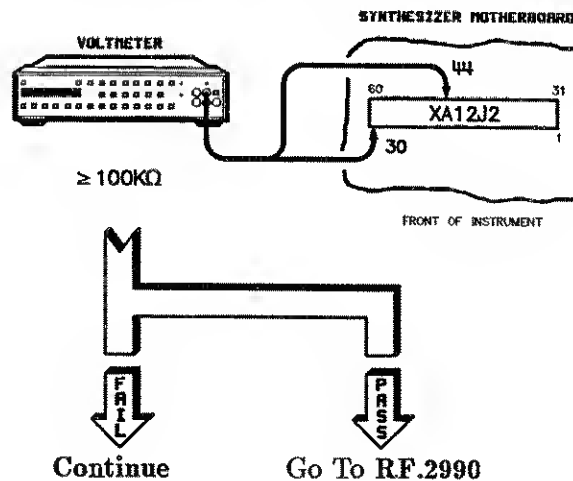 SYNTHESIZER MOTHERBOARD
VOLTMETER
44
60
31
XA12J2
30
1
≥ 100KΩ
FRONT OF INSTRUMENT
FAIL
PASS
Continue
Go To RF.2990